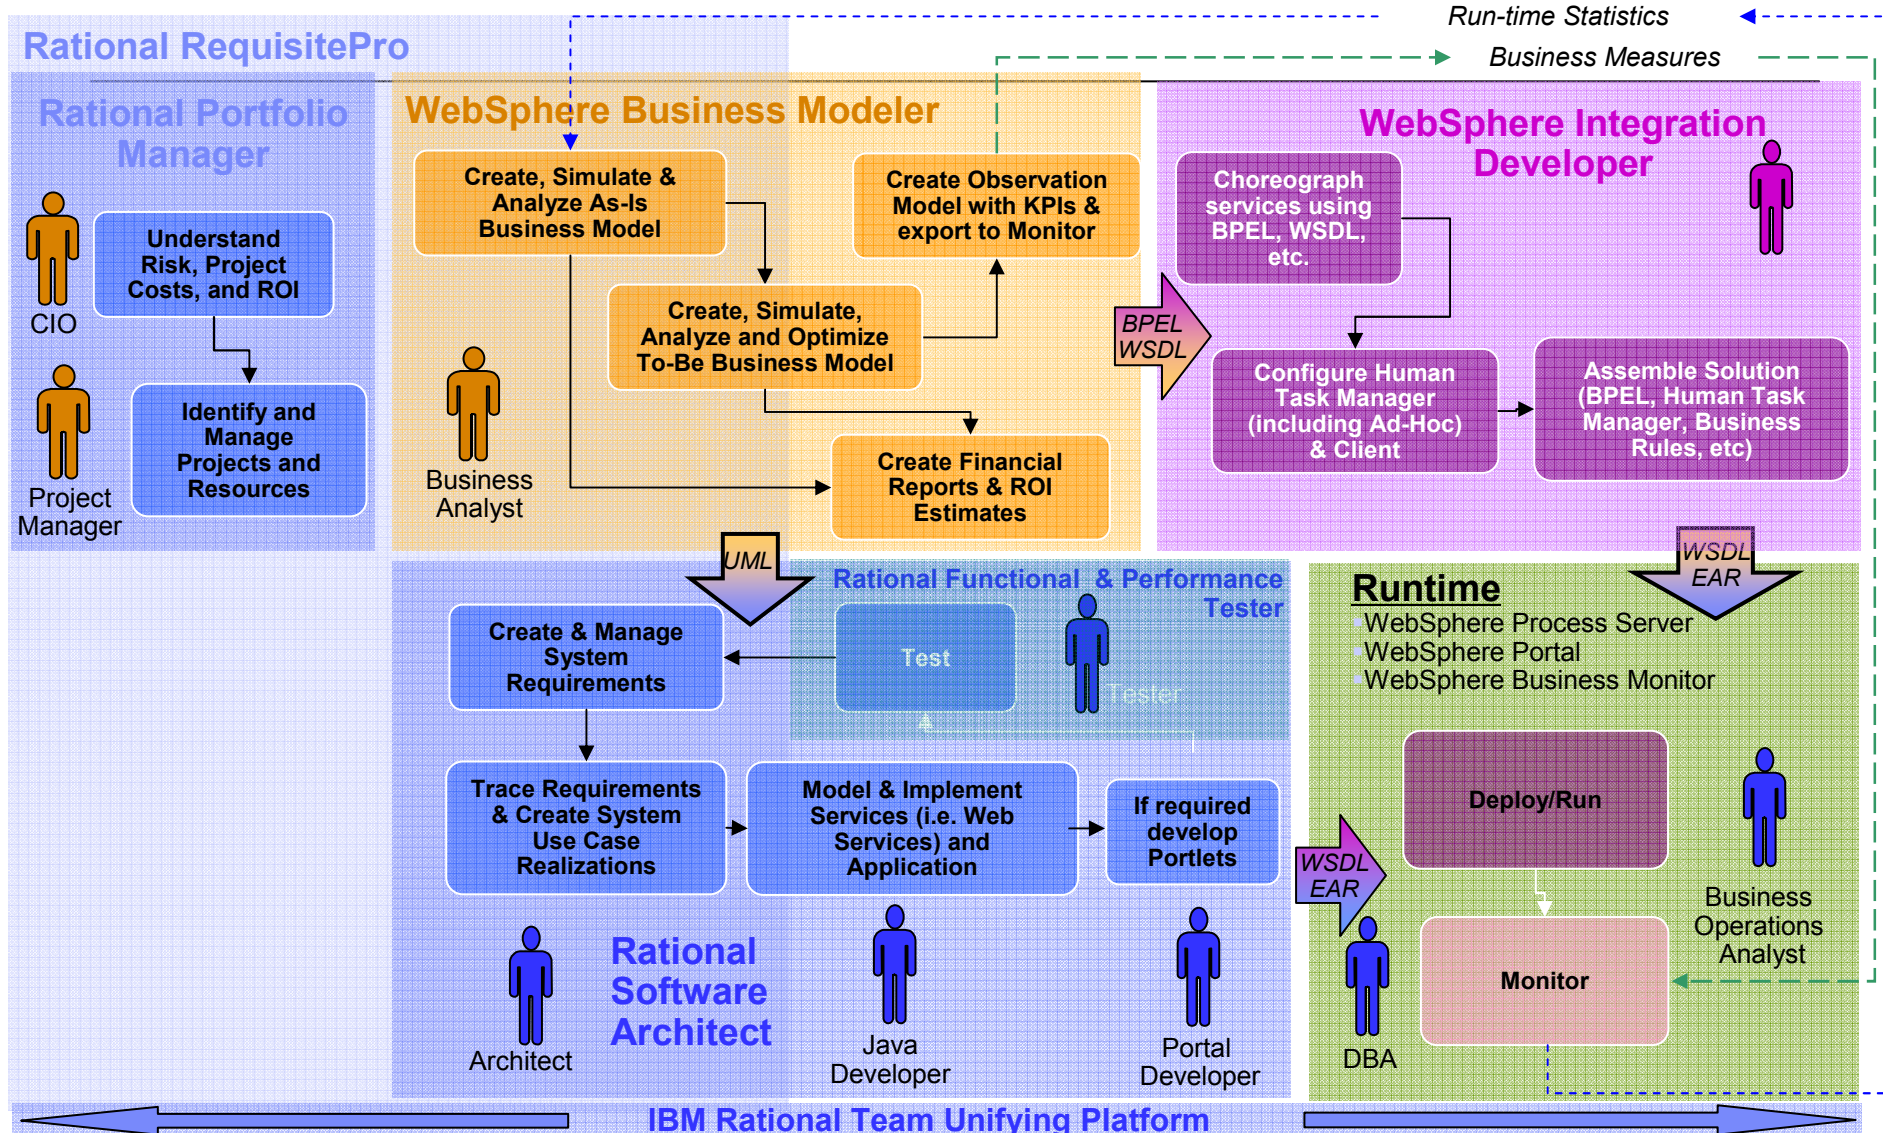 Run-time Statistics
Business Measures
Rational RequisitePro
Rational Portfolio
Manager
CIO
Understand
Risk, Project
Costs, and ROI
Project
Manager
Identify and
Manage
Projects and
Resources
WebSphere Business Modeler
Create, Simulate &
Analyze As-Is
Business Model
Create Observation
Model with KPIs &
export to Monitor
Create, Simulate,
Analyze and Optimize
To-Be Business Model
Business
Analyst
Create Financial
Reports & ROI
Estimates
BPEL
WSDL
WebSphere Integration
Developer
Choreograph
services using
BPEL, WSDL,
etc.
Configure Human
Task Manager
(including Ad-Hoc)
& Client
Assemble Solution
(BPEL, Human Task
Manager, Business
Rules, etc)
UML
WSDL
EAR
Rational Functional & Performance
Tester
Create & Manage
System
Requirements
Test
Tester
Trace Requirements
& Create System
Use Case
Realizations
Model & Implement
Services (i.e. Web
Services) and
Application
If required
develop
Portlets
WSDL
EAR
Architect
Rational
Software
Architect
Java
Developer
Portal
Developer
Runtime
WebSphere Process Server
WebSphere Portal
WebSphere Business Monitor
Deploy/Run
Business
Operations
Analyst
Monitor
DBA
IBM Rational Team Unifying Platform